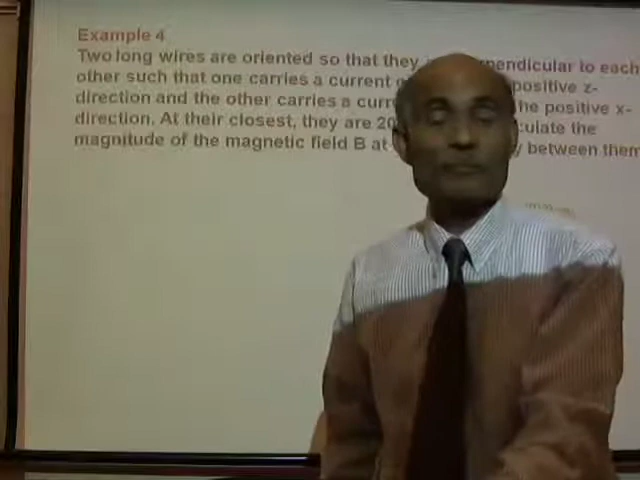 Example 4
Two long wires are oriented so that they perpendicular to each
other such that one carries a current positive z-
direction and the other carries a curr he positive x-
direction. At their closest, they are 20 culate the
magnitude of the magnetic field B at y between them